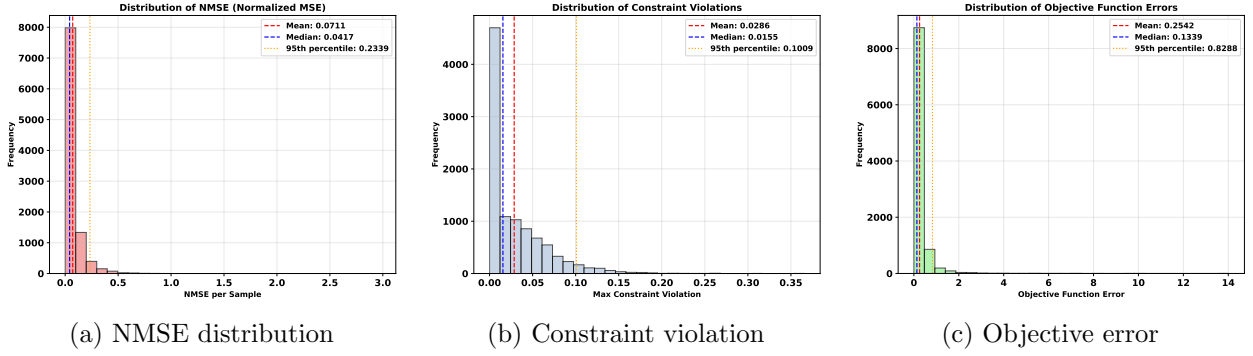 Distribution of NMSE (Normalized MSE)
Mean: 0.0711
Median: 0.0417
95th percentile: 0.2339
Frequency
8000
7000
6000
5000
4000
3000
2000
1000
0
0.0 0.5 1.0 1.5 2.0 2.5 3.0
NMSE per Sample
(a) NMSE distribution
Distribution of Constraint Violations
Mean: 0.0286
Median: 0.0155
95th percentile: 0.1009
Frequency
4000
3000
2000
1000
0
0.00 0.05 0.10 0.15 0.20 0.25 0.30 0.35
Max Constraint Violation
(b) Constraint violation
Distribution of Objective Function Errors
Mean: 0.2542
Median: 0.1339
95th percentile: 0.8288
Frequency
8000
6000
4000
2000
0
0 2 4 6 8 10 12 14
Objective Function Error
(c) Objective error